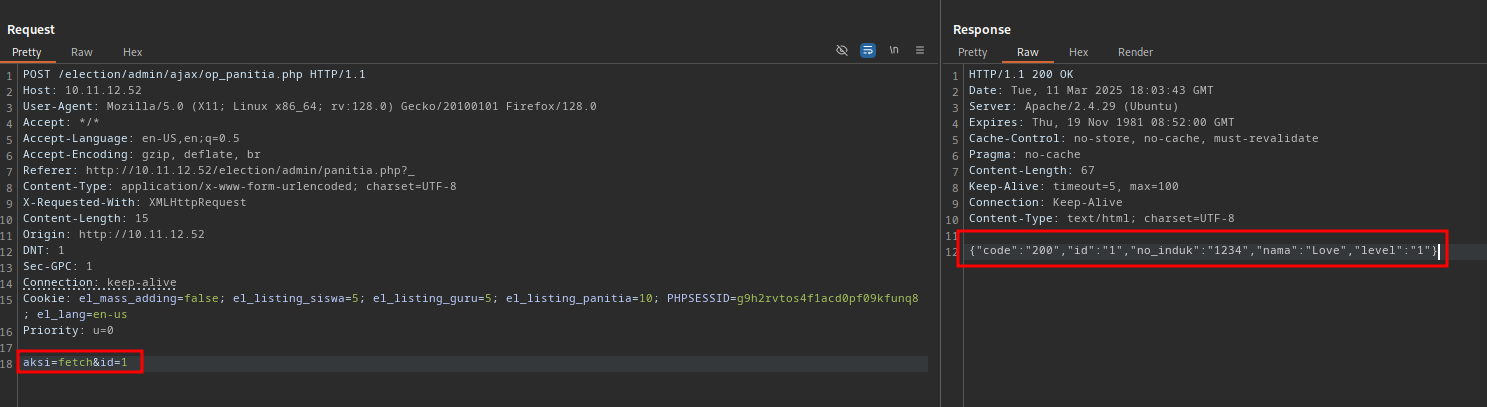 Request
Pretty Raw Hex \n
1 POST /election/admin/ajax/op_panitia.php HTTP/1.1
2 Host: 10.11.12.52
3 User-Agent: Mozilla/5.0 (X11; Linux x86_64; rv:128.0) Gecko/20100101 Firefox/128.0
4 Accept: */*
5 Accept-Language: en-US,en;q=0.5
6 Accept-Encoding: gzip, deflate, br
7 Referer: http://10.11.12.52/election/admin/panitia.php?_
8 Content-Type: application/x-www-form-urlencoded; charset=UTF-8
9 X-Requested-With: XMLHttpRequest
10 Content-Length: 15
11 Origin: http://10.11.12.52
12 DNT: 1
13 Sec-GPC: 1
14 Connection: keep-alive
15 Cookie: el_mass_adding=false; el_listing_siswa=5; el_listing_guru=5; el_listing_panitia=10; PHPSESSID=g9h2rvtos4f1acd0pf09kfunq8
; el_lang=en-us
16 Priority: u=0
17
18 aksi=fetch&id=1
Response
Pretty Raw Hex Render
1 HTTP/1.1 200 OK
2 Date: Tue, 11 Mar 2025 18:03:43 GMT
3 Server: Apache/2.4.29 (Ubuntu)
4 Expires: Thu, 19 Nov 1981 08:52:00 GMT
5 Cache-Control: no-store, no-cache, must-revalidate
6 Pragma: no-cache
7 Content-Length: 67
8 Keep-Alive: timeout=5, max=100
9 Connection: Keep-Alive
10 Content-Type: text/html; charset=UTF-8
11
12 {"code":"200","id":"1","no_induk":"1234","nama":"Love","level":"1"}